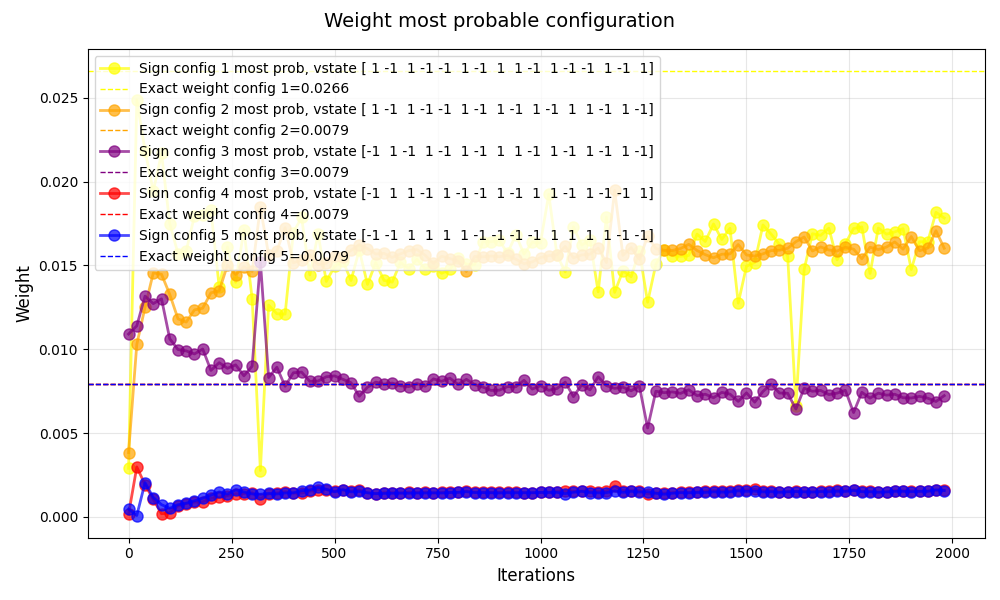 Weight most probable configuration
Sign config 1 most prob, vstate [ 1 -1  1 -1 -1  1 -1  1  1 -1  1 -1  1 -1 -1  1 -1  1]
Exact weight config 1=0.0266
Sign config 2 most prob, vstate [ 1 -1  1 -1  1 -1 -1  1 -1  1 -1  1  1 -1  1 -1  1 -1]
Exact weight config 2=0.0079
Sign config 3 most prob, vstate [-1  1 -1  1 -1  1 -1  1  1 -1  1 -1  1 -1  1 -1  1 -1]
Exact weight config 3=0.0079
Sign config 4 most prob, vstate [-1  1  1 -1  1 -1 -1  1 -1  1 -1  1 -1  1  1 -1 -1  1]
Exact weight config 4=0.0079
Sign config 5 most prob, vstate [-1 -1  1  1  1  1 -1 -1 -1 -1  1  1 -1 -1  1  1 -1  1]
Exact weight config 5=0.0079
0.025
0.020
0.015
0.010
0.005
0.000
Weight
0 250 500 750 1000 1250 1500 1750 2000
Iterations